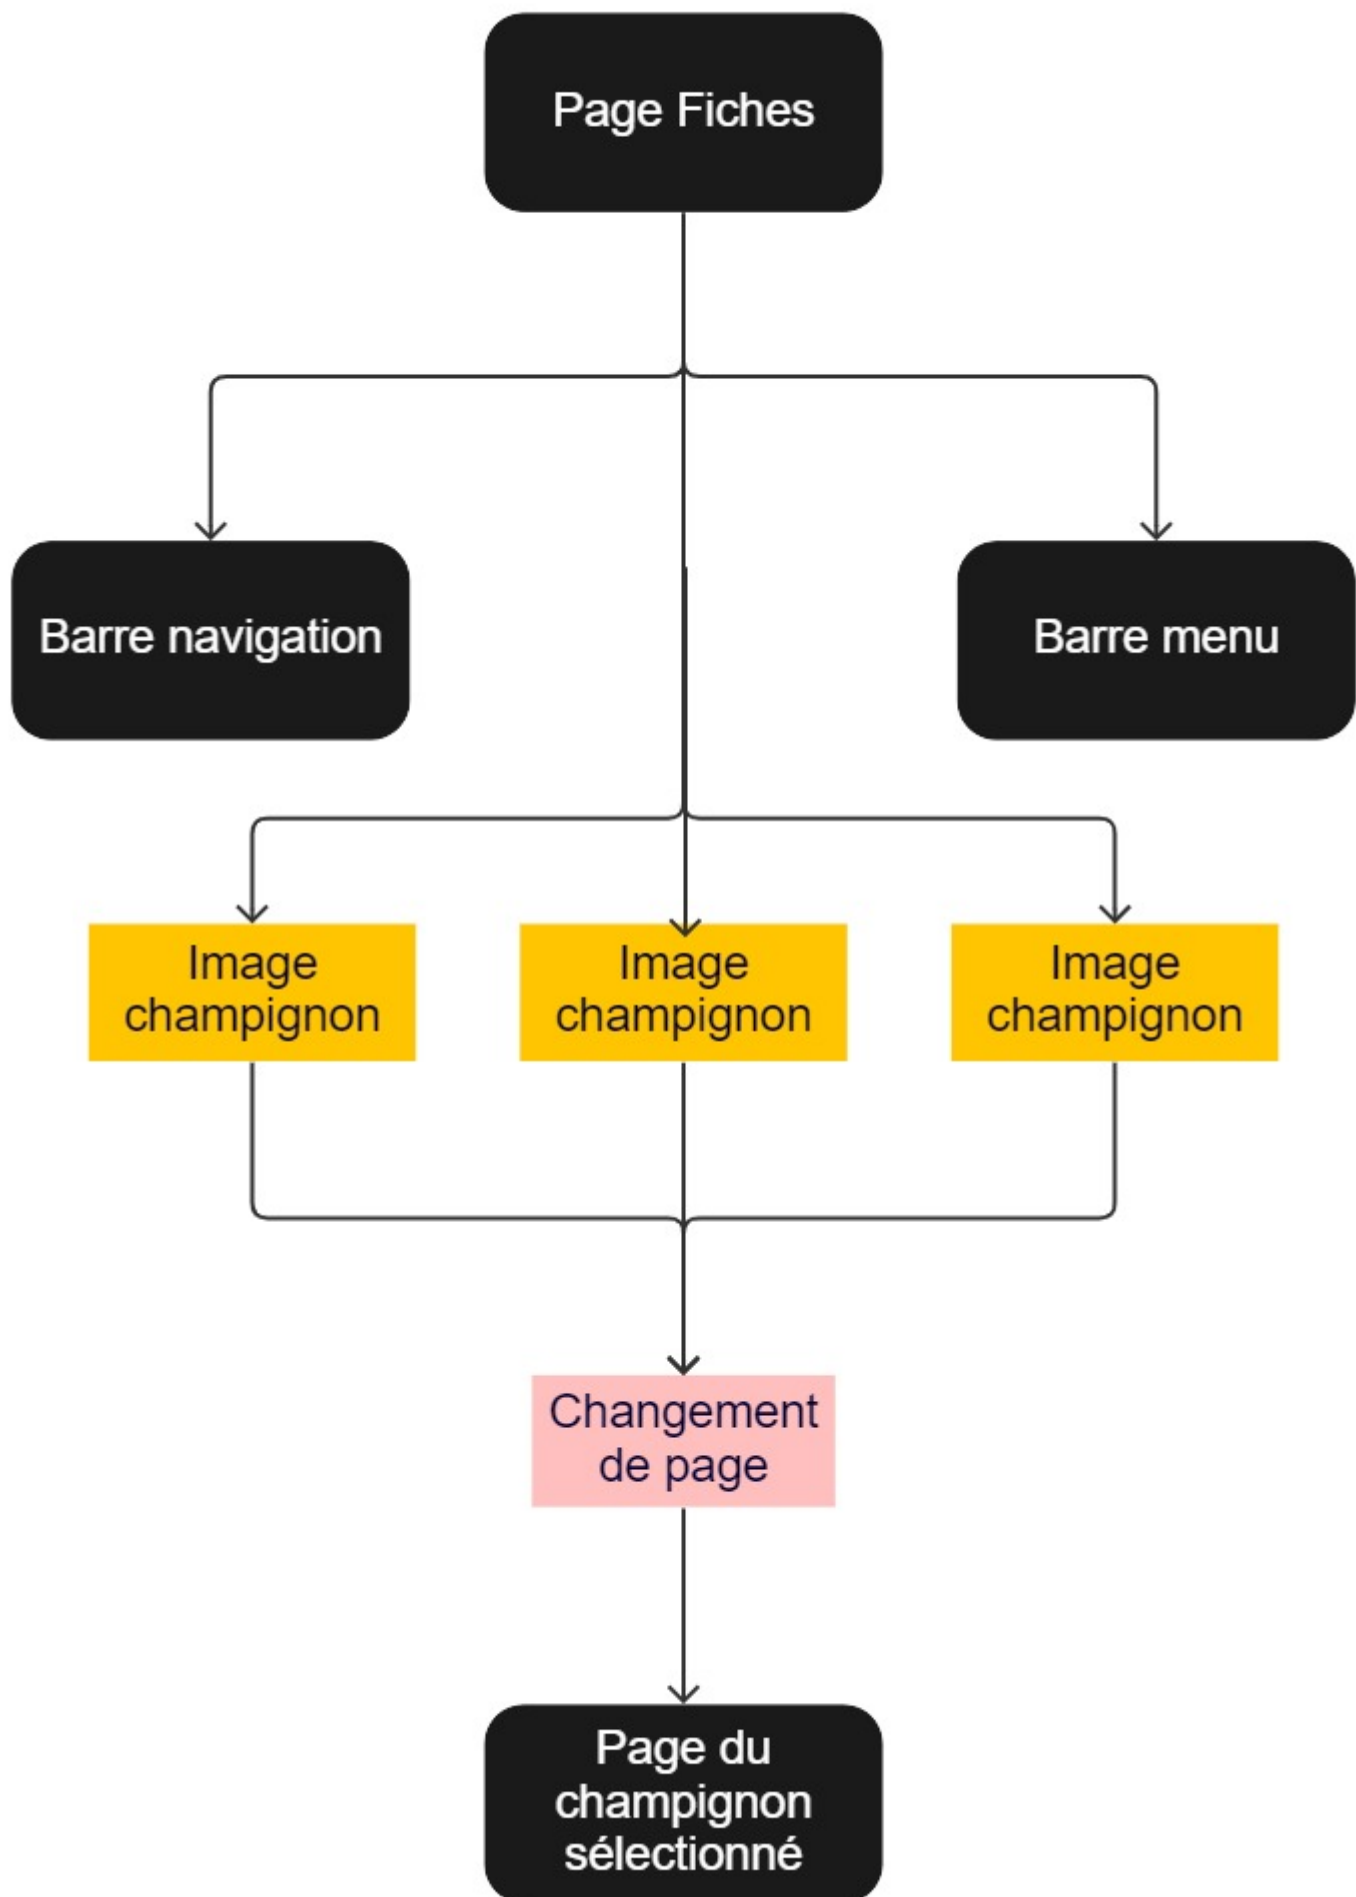 Page Fiches
Barre navigation
Barre menu
Image
champignon
Image
champignon
Image
champignon
Changement
de page
Page du
champignon
sélectionné